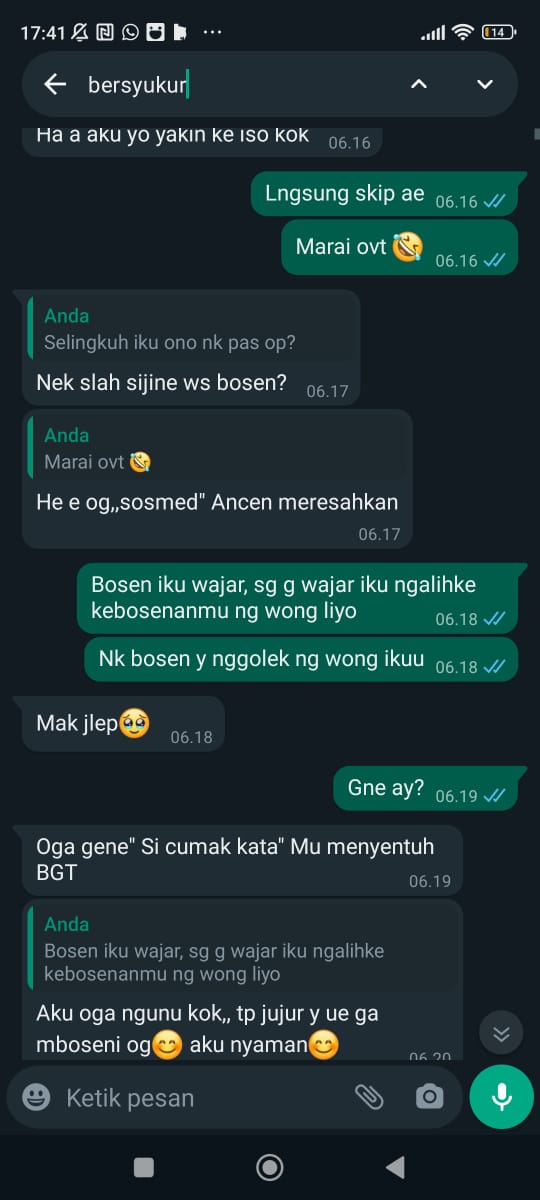 17:41
14
bersyukur
Ha a aku yo yakin ke iso kok 06.16
Lngsung skip ae 06.16
Marai ovt 🤣 06.16
Anda
Selingkuh iku ono nk pas op?
Nek slah sijine ws bosen? 06.17
Anda
Marai ovt 🤣
He e og,,sosmed" Ancen meresahkan
06.17
Bosen iku wajar, sg g wajar iku ngalihke
kebosenanmu ng wong liyo 06.18
Nk bosen y nggolek ng wong ikuu 06.18
Mak jlep🥹 06.18
Gne ay? 06.19
Oga gene" Si cumak kata" Mu menyentuh
BGT 06.19
Anda
Bosen iku wajar, sg g wajar iku ngalihke
kebosenanmu ng wong liyo
Aku oga ngunu kok,, tp jujur y ue ga
mboseni og😊 aku nyaman😊 06.20
Ketik pesan